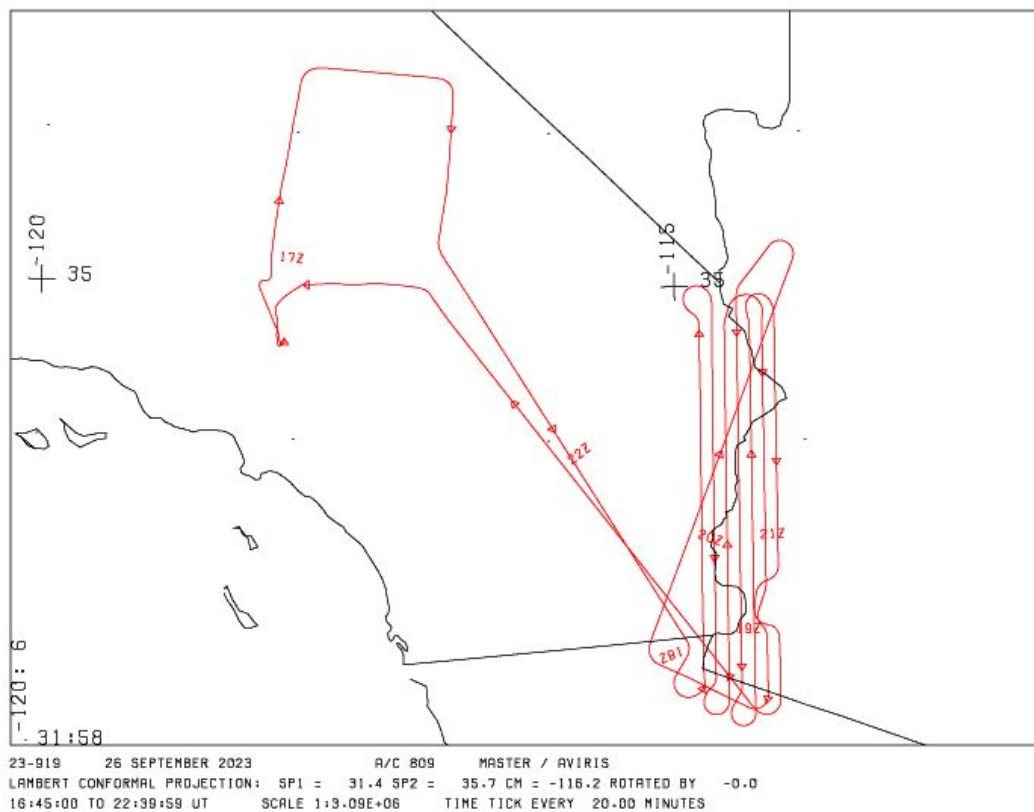 -120
17Z
35
-115
35
22Z
20Z
21Z
19Z
18Z
-120: 6
31:58
23-919 26 SEPTEMBER 2023 A/C 809 MASTER / AVIRIS
LAMBERT CONFORMAL PROJECTION: SP1 = 31.4 SP2 = 35.7 CM = -116.2 ROTATED BY -0.0
16:45:00 TO 22:39:59 UT SCALE 1:3.09E+06 TIME TICK EVERY 20.00 MINUTES